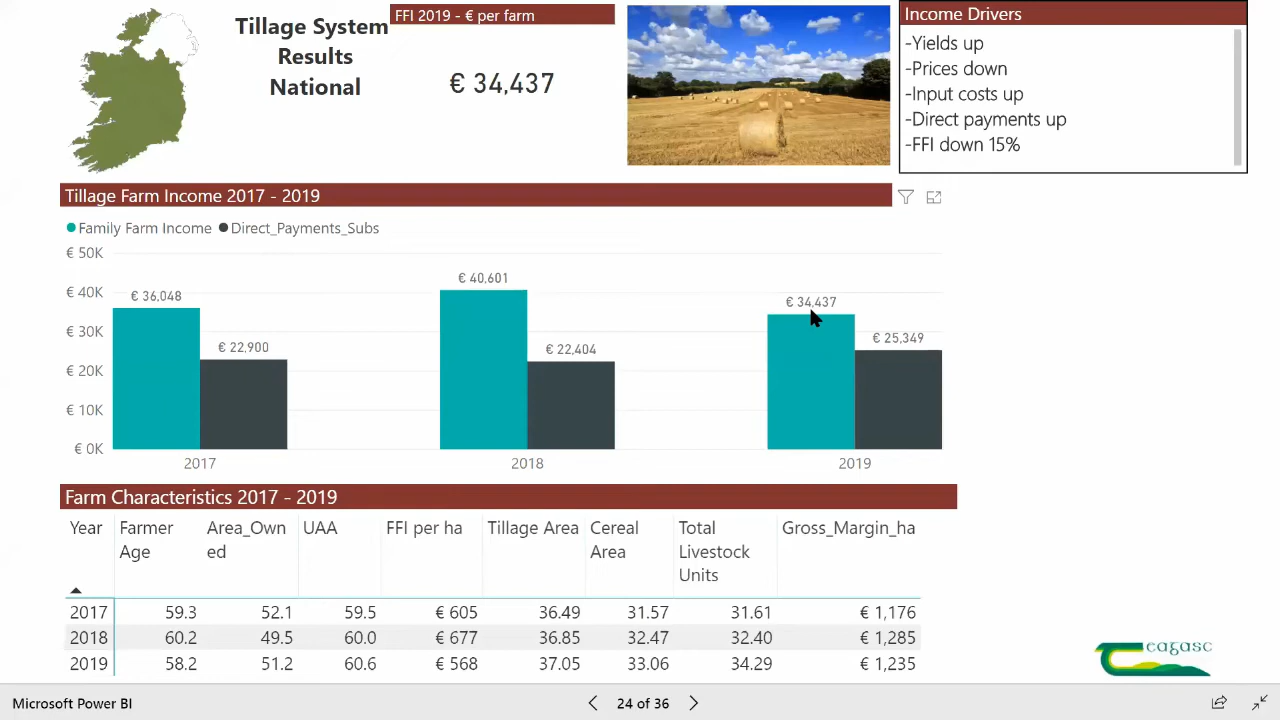 Tillage System
Results
National
FFI 2019 - € per farm
€ 34,437
Income Drivers
-Yields up
-Prices down
-Input costs up
-Direct payments up
-FFI down 15%
Tillage Farm Income 2017 - 2019
Family Farm Income Direct_Payments_Subs
€ 50K
€ 40K
€ 30K
€ 20K
€ 10K
€ 0K
€ 36,048
€ 22,900
€ 40,601
€ 22,404
€ 34,437
€ 25,349
2017 2018 2019
Farm Characteristics 2017 - 2019
Year Farmer Age Area_Owned UAA FFI per ha Tillage Area Cereal Area Total Livestock Units Gross_Margin_ha
2017 59.3 52.1 59.5 € 605 36.49 31.57 31.61 € 1,176
2018 60.2 49.5 60.0 € 677 36.85 32.47 32.40 € 1,285
2019 58.2 51.2 60.6 € 568 37.05 33.06 34.29 € 1,235
Teagasc
Microsoft Power BI
24 of 36